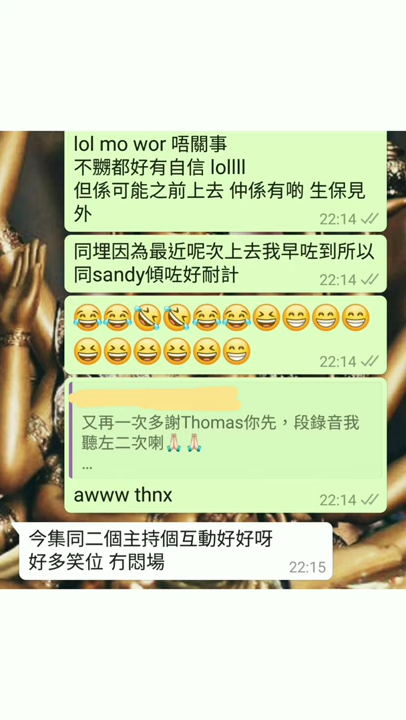 lol mo wor 唔關事
不嬲都好有自信 lollll
但係可能之前上去 仲係有啲 生保見
外
22:14
同埋因為最近呢次上去我早咗到所以
同sandy傾咗好耐計
22:14
😂😂🤣🤣😂😂😆😁😁😁
😆😆😆😆😆😁
22:14
又再一次多謝Thomas你先，段錄音我
聽左二次喇🙏🏻🙏🏻
...
awww thnx
22:14
今集同二個主持個互動好好呀
好多笑位 冇悶場
22:15